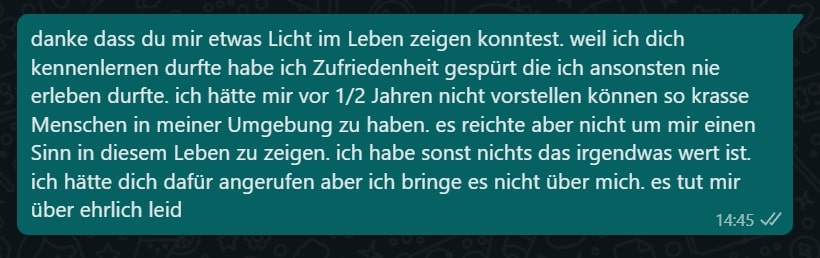 danke dass du mir etwas Licht im Leben zeigen konntest. weil ich dich
kennenlernen durfte habe ich Zufriedenheit gespürt die ich ansonsten nie
erleben durfte. ich hätte mir vor 1/2 Jahren nicht vorstellen können so krasse
Menschen in meiner Umgebung zu haben. es reichte aber nicht um mir einen
Sinn in diesem Leben zu zeigen. ich habe sonst nichts das irgendwas wert ist.
ich hätte dich dafür angerufen aber ich bringe es nicht über mich. es tut mir
über ehrlich leid
14:45